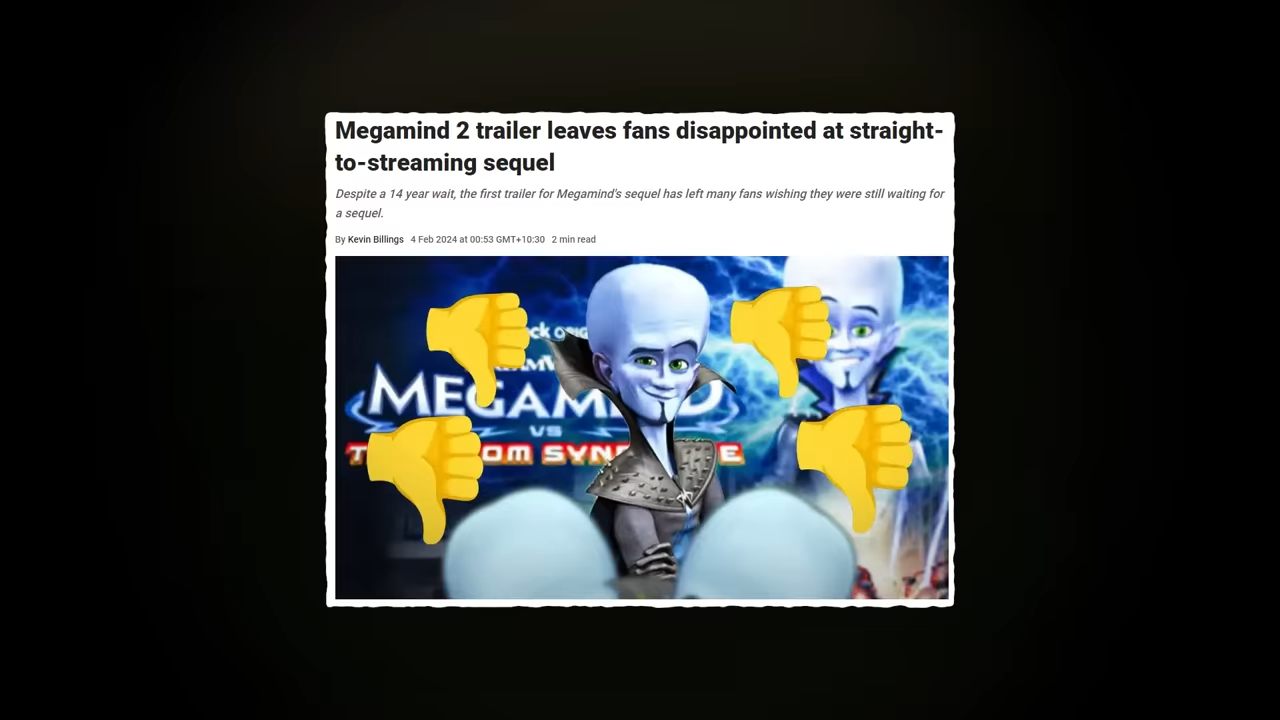 Megamind 2 trailer leaves fans disappointed at straight-
to-streaming sequel
Despite a 14 year wait, the first trailer for Megamind's sequel has left many fans wishing they were still waiting for
a sequel.
By Kevin Billings 4 Feb 2024 at 00:53 GMT+10:30 2 min read
VS